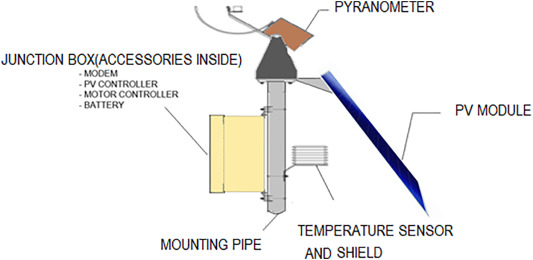 PYRANOMETER
JUNCTION BOX(ACCESSORIES INSIDE)
- MODEM
- PV CONTROLLER
- MOTOR CONTROLLER
- BATTERY
PV MODULE
TEMPERATURE SENSOR
AND SHIELD
MOUNTING PIPE